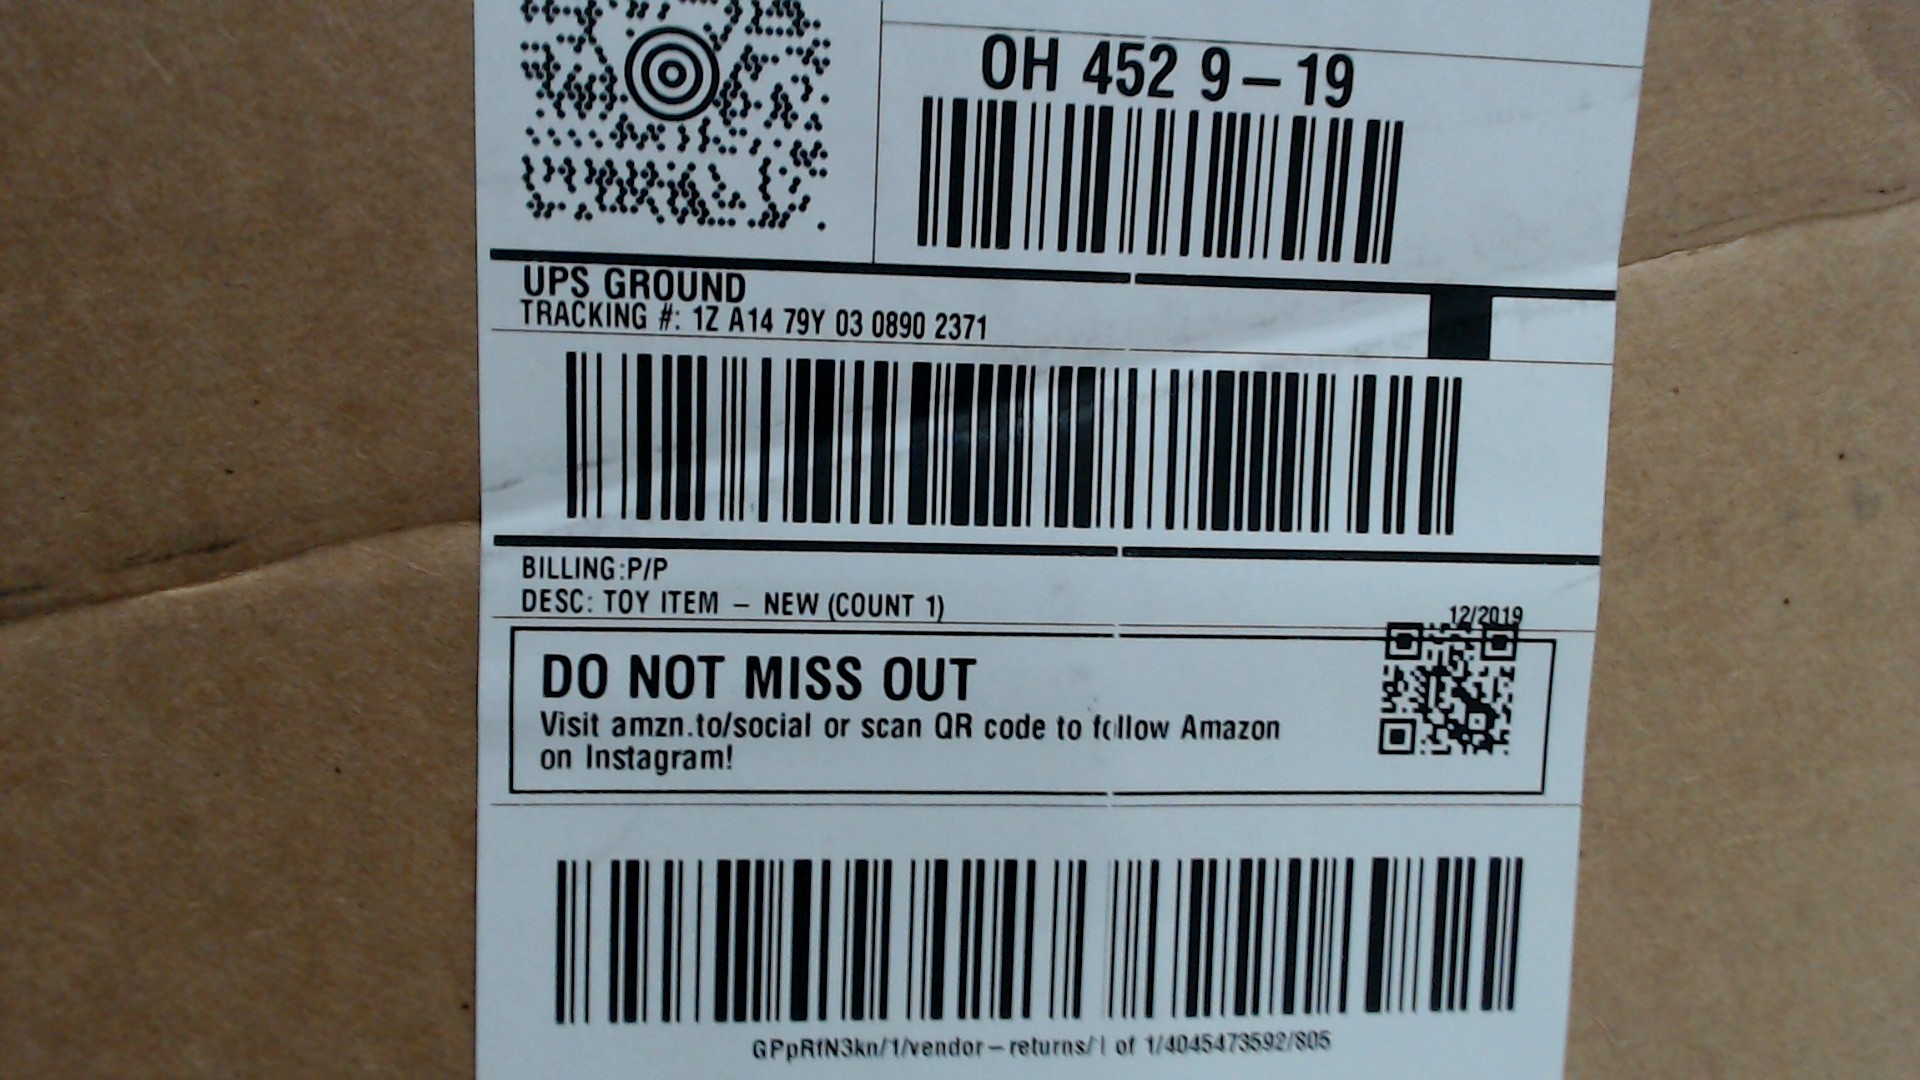 OH 452 9-19
UPS GROUND
TRACKING #: 1Z A14 79Y 03 0890 2371
BILLING:P/P
DESC: TOY ITEM - NEW (COUNT 1)
12/2019
DO NOT MISS OUT
Visit amzn.to/social or scan QR code to follow Amazon
on Instagram!
GPpRfN3kn/1/vendor-returns/1 of 1/4045473592/805